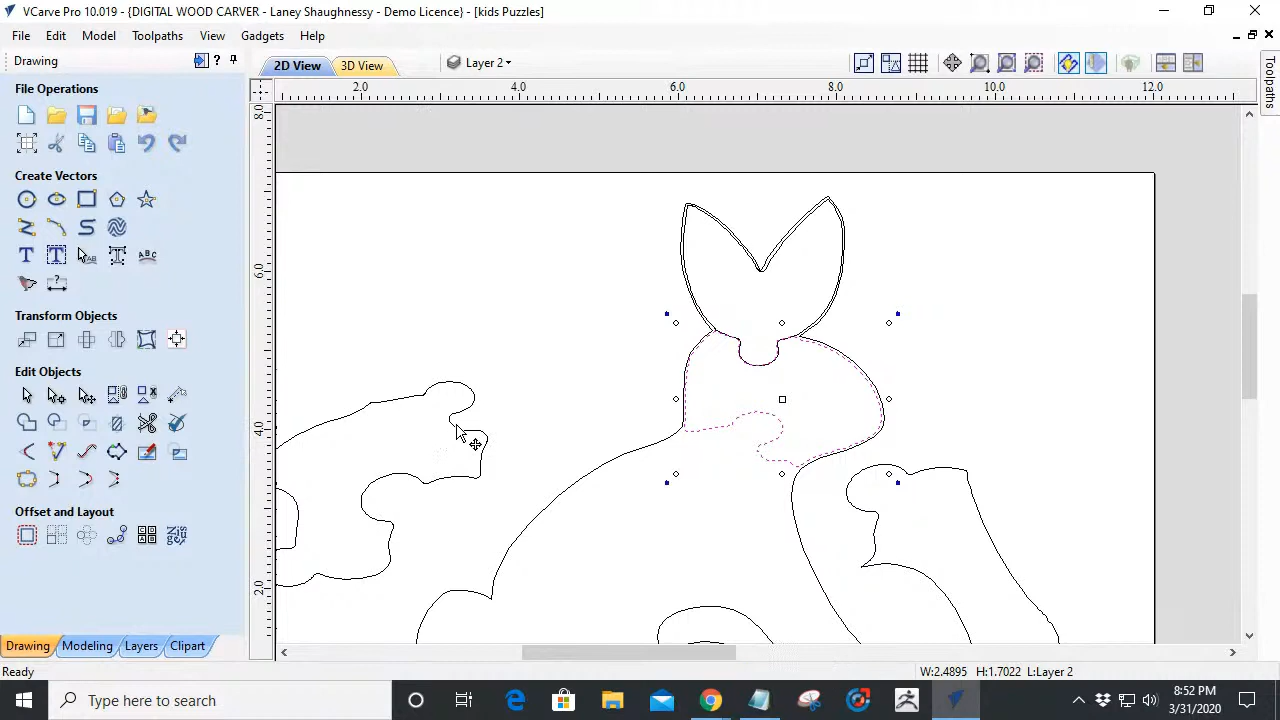 VCarve Pro 10.019 - {DIGITAL WOOD CARVER - Laney Shaughnessy - Demo Licence} - [kids Puzzles]
File Edit Model Toolpaths View Gadgets Help
Drawing
2D View
3D View
Layer 2
Toolpaths
File Operations
2.0 4.0 6.0 8.0 10.0 12.0
8.0
6.0
4.0
2.0
Create Vectors
Transform Objects
Edit Objects
Offset and Layout
Drawing Modeling Layers Clipart
Ready
W:2.4895 H:1.7022 L:Layer 2
Type here to search
8:52 PM
3/31/2020